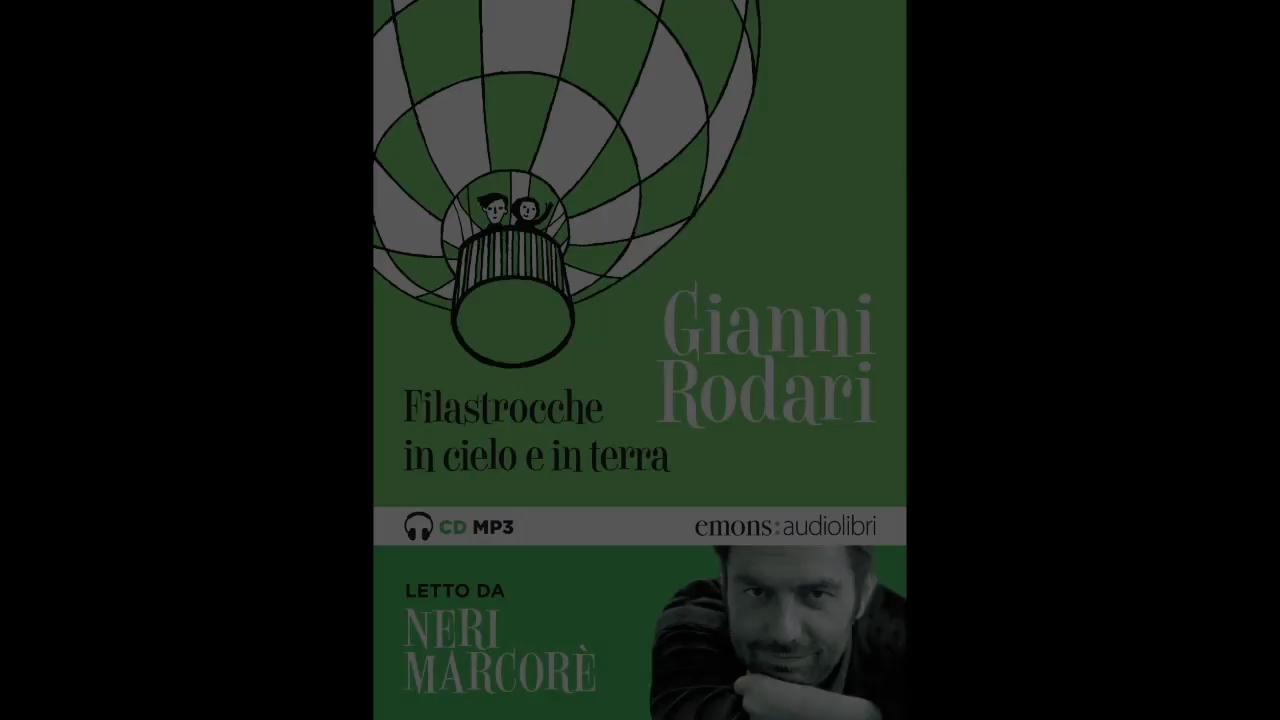 Gianni
Rodari
Filastrocche
in cielo e in terra
CD MP3
emons:audiolibri
LETTO DA
NERI
MARCORÈ